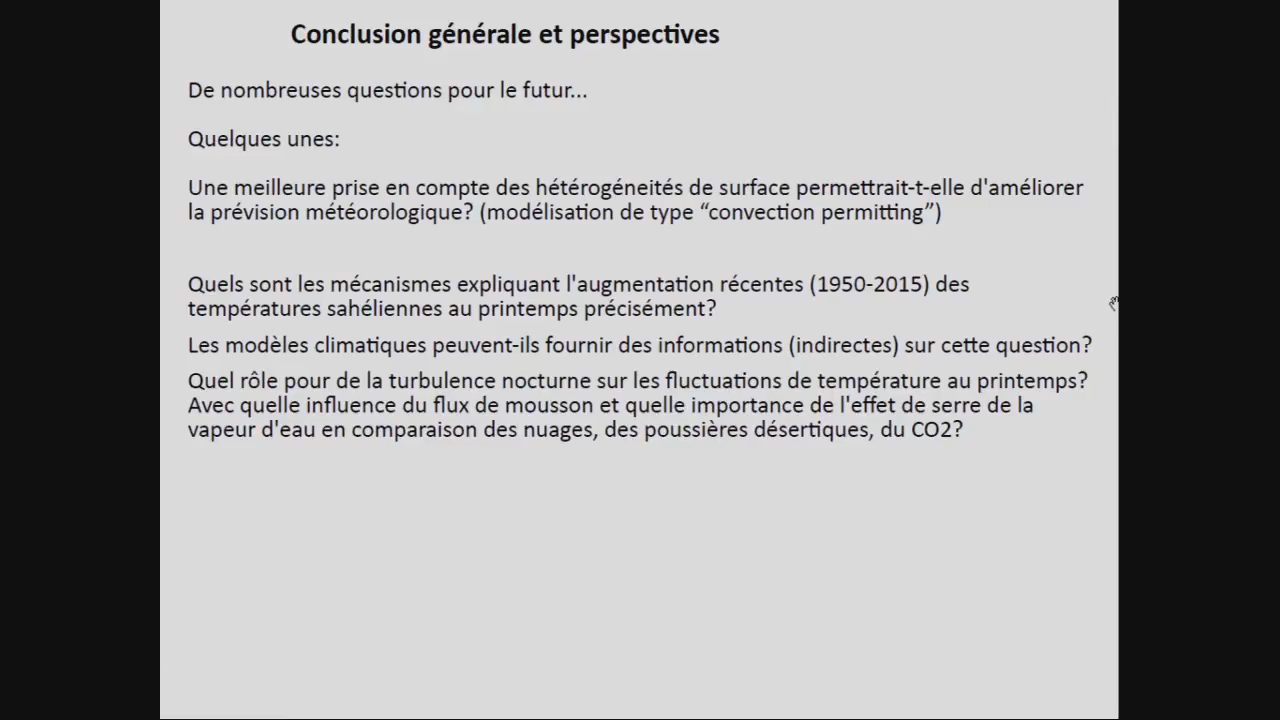 Conclusion générale et perspectives
De nombreuses questions pour le futur...
Quelques unes:
Une meilleure prise en compte des hétérogéneités de surface permettrait-t-elle d'améliorer
la prévision météorologique? (modélisation de type “convection permitting”)
Quels sont les mécanismes expliquant l'augmentation récentes (1950-2015) des
températures sahéliennes au printemps précisément?
Les modèles climatiques peuvent-ils fournir des informations (indirectes) sur cette question?
Quel rôle pour de la turbulence nocturne sur les fluctuations de température au printemps?
Avec quelle influence du flux de mousson et quelle importance de l'effet de serre de la
vapeur d'eau en comparaison des nuages, des poussières désertiques, du CO2?